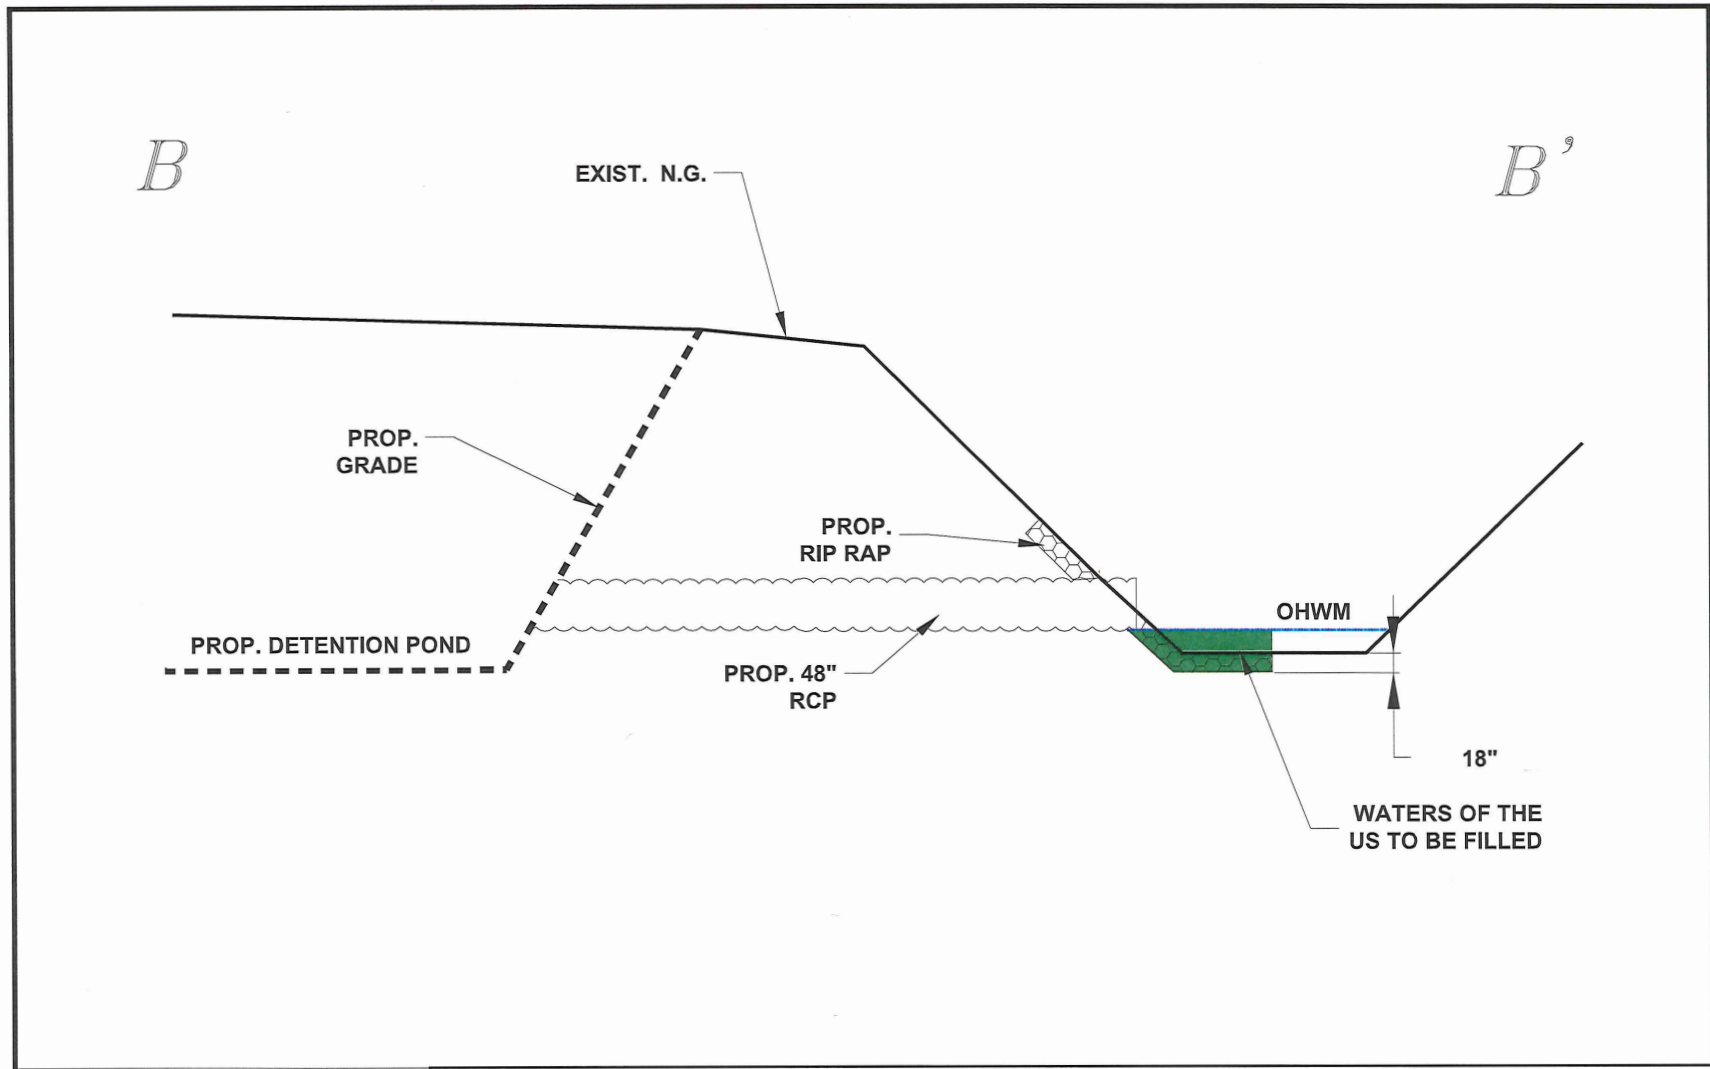 B
B’
EXIST. N.G.
PROP.
GRADE
PROP.
RIP RAP
OHWM
PROP. DETENTION POND
PROP. 48"
RCP
18"
WATERS OF THE
US TO BE FILLED